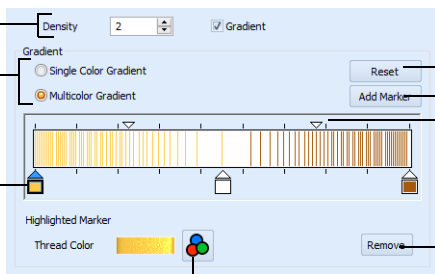 Density 2 Gradient
Gradient
Single Color Gradient Reset
Multicolor Gradient Add Marker
Highlighted Marker
Thread Color Remove